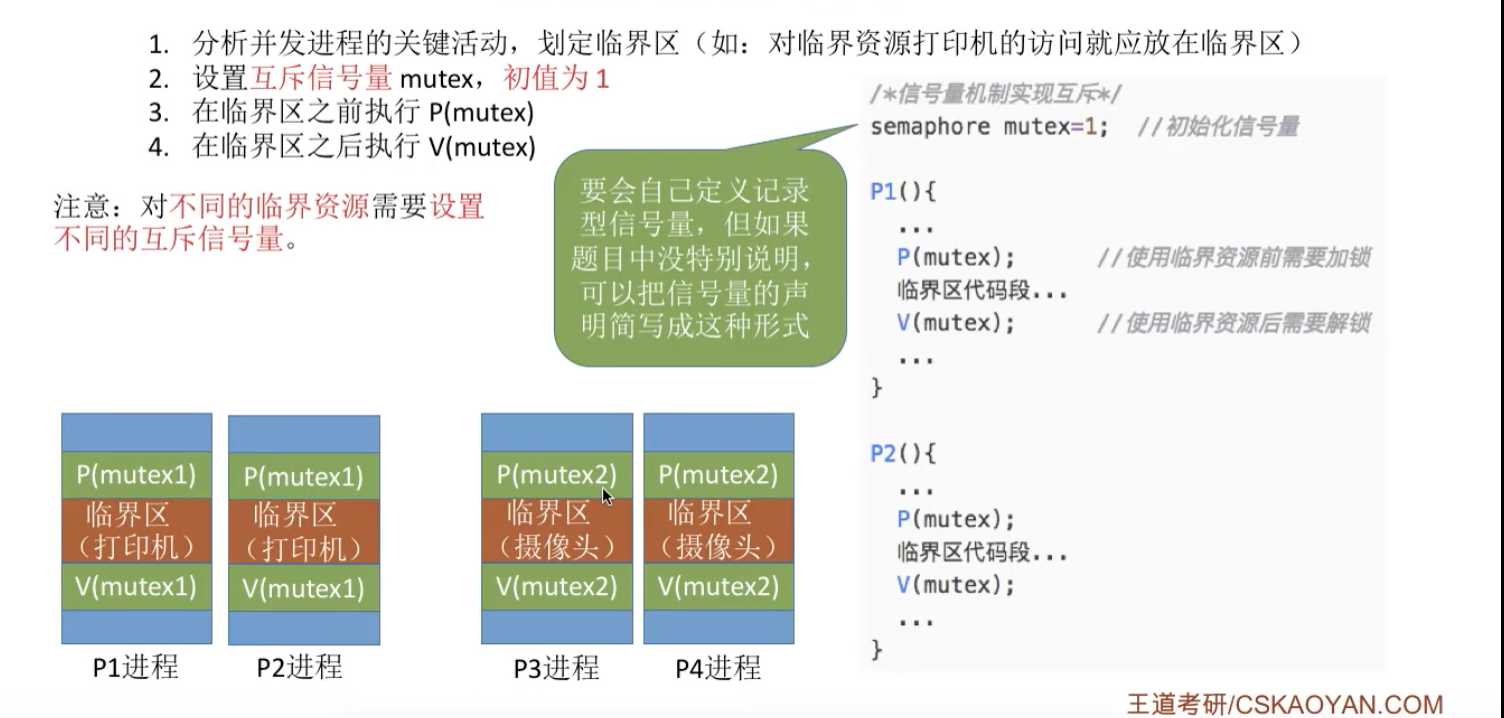 1. 分析并发进程的关键活动，划定临界区（如：对临界资源打印机的访问就应放在临界区）
2. 设置互斥信号量 mutex，初值为 1
3. 在临界区之前执行 P(mutex)
4. 在临界区之后执行 V(mutex)
注意：对不同的临界资源需要设置
不同的互斥信号量。
要会自己定义记录
型信号量，但如果
题目中没特别说明，
可以把信号量的声
明简写成这种形式
/*信号量机制实现互斥*/
semaphore mutex=1; //初始化信号量
P1(){
...
P(mutex); //使用临界资源前需要加锁
临界区代码段...
V(mutex); //使用临界资源后需要解锁
...
}
P2(){
...
P(mutex);
临界区代码段...
V(mutex);
...
}
P(mutex1)
临界区
（打印机）
V(mutex1)
P1进程
P(mutex1)
临界区
（打印机）
V(mutex1)
P2进程
P(mutex2)
临界区
（摄像头）
V(mutex2)
P3进程
P(mutex2)
临界区
（摄像头）
V(mutex2)
P4进程
王道考研/CSKAOYAN.COM